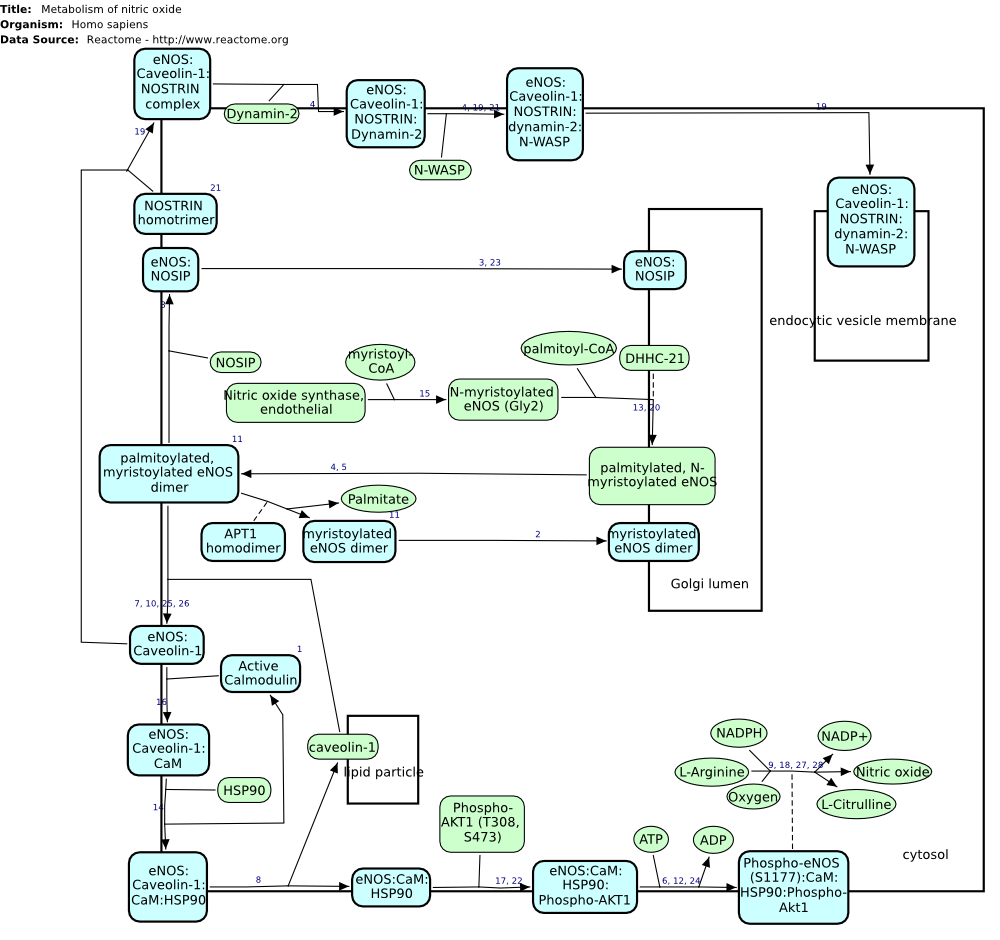 Title: Metabolism of nitric oxide
Organism: Homo sapiens
Data Source: Reactome - http://www.reactome.org
eNOS:
Caveolin-1:
NOSTRIN
complex
Dynamin-2
4
eNOS:
Caveolin-1:
NOSTRIN:
Dynamin-2
4, 19, 21
N-WASP
eNOS:
Caveolin-1:
NOSTRIN:
dynamin-2:
N-WASP
19
eNOS:
Caveolin-1:
NOSTRIN:
dynamin-2:
N-WASP
endocytic vesicle membrane
19
21
NOSTRIN
homotrimer
eNOS:
NOSIP
3, 23
eNOS:
NOSIP
3
NOSIP
myristoyl-
CoA
palmitoyl-CoA
DHHC-21
Nitric oxide synthase,
endothelial
15
N-myristoylated
eNOS (Gly2)
13, 20
11
palmitoylated,
myristoylated eNOS
dimer
4, 5
palmitylated, N-
myristoylated eNOS
Palmitate
11
APT1
homodimer
myristoylated
eNOS dimer
2
myristoylated
eNOS dimer
Golgi lumen
7, 10, 25, 26
eNOS:
Caveolin-1
1
Active
Calmodulin
16
eNOS:
Caveolin-1:
CaM
HSP90
14
caveolin-1
lipid particle
NADPH
NADP+
L-Arginine
9, 18, 27, 28
Nitric oxide
Oxygen
L-Citrulline
Phospho-
AKT1 (T308,
S473)
ATP
ADP
cytosol
eNOS:
Caveolin-1:
CaM:HSP90
8
eNOS:CaM:
HSP90
17, 22
eNOS:CaM:
HSP90:
Phospho-AKT1
6, 12, 24
Phospho-eNOS
(S1177):CaM:
HSP90:Phospho-
Akt1